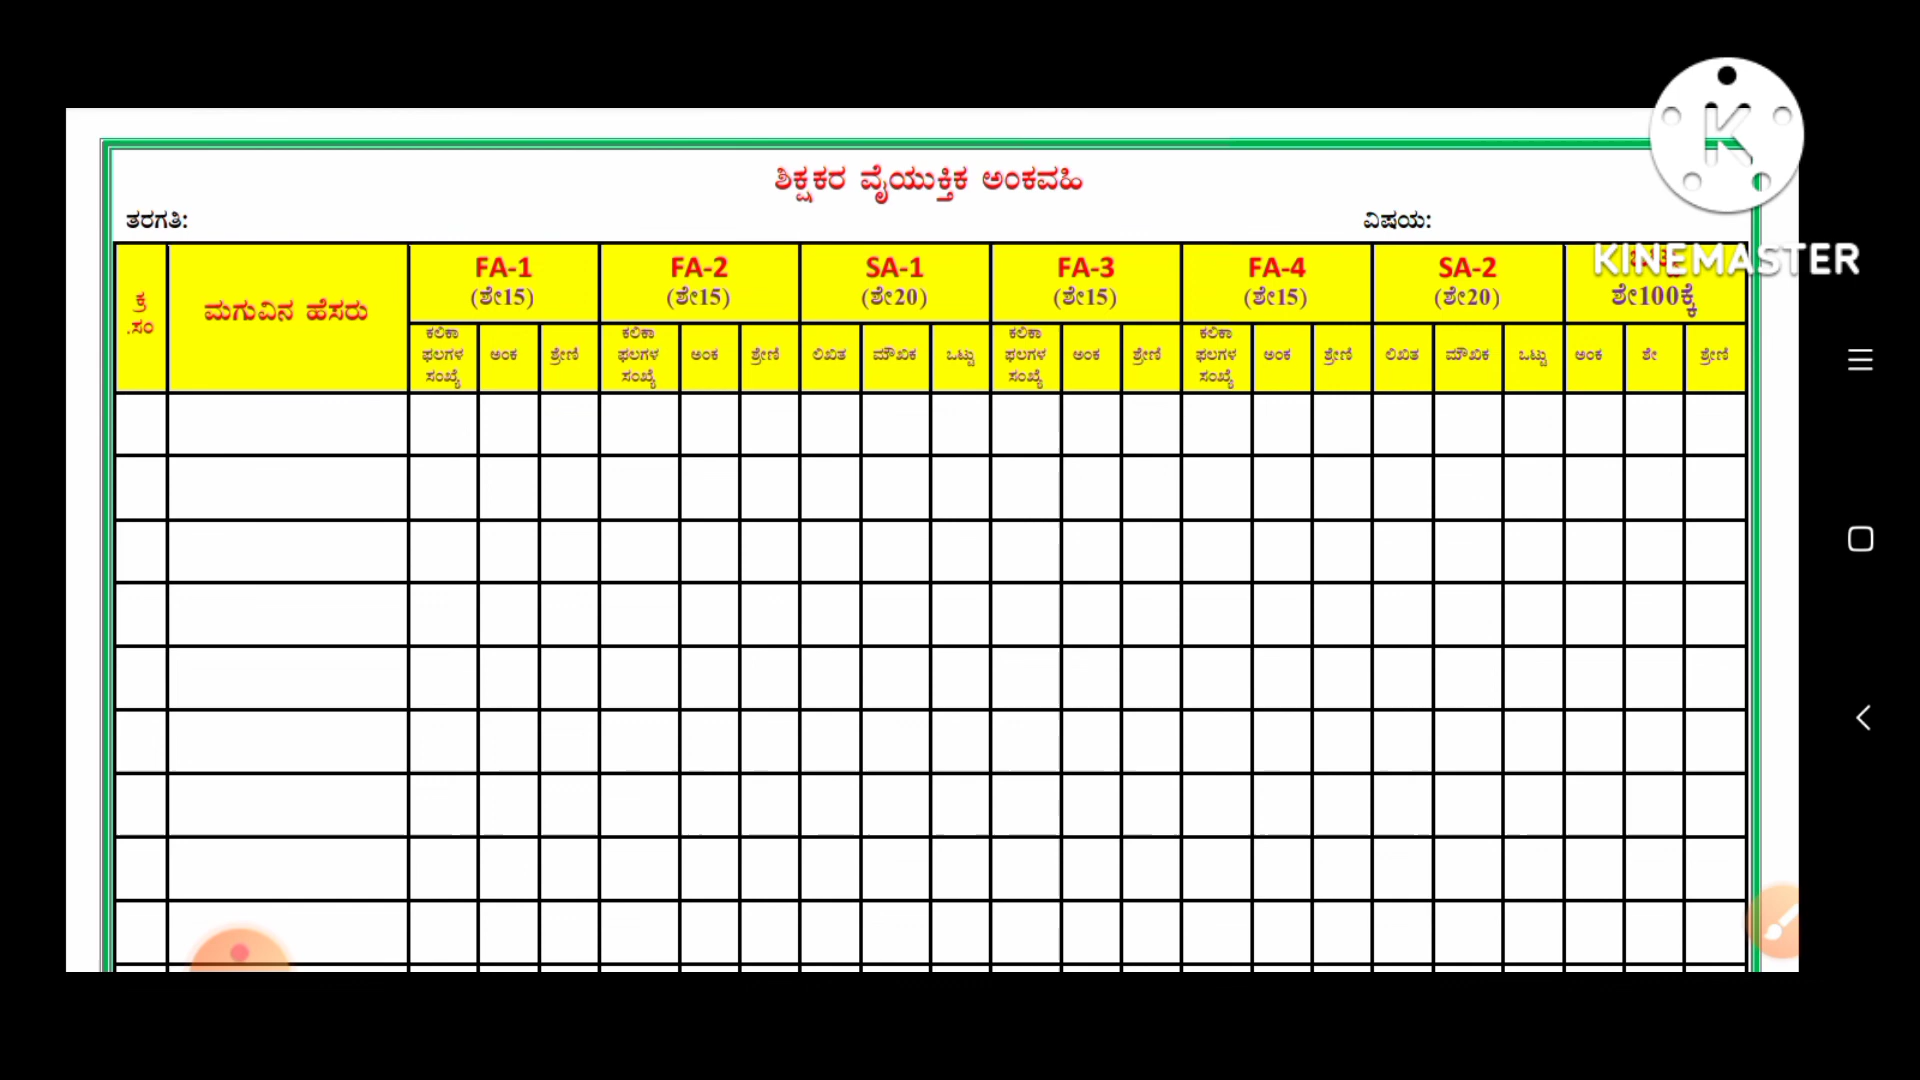 ಶಿಕ್ಷಕರ ವೈಯುಕ್ತಿಕ ಅಂಕವಹಿ
ತರಗತಿ: ವಿಷಯ:
KINEMASTER
ಕ್ರ
.ಸಂ
ಮಗುವಿನ ಹೆಸರು
FA-1 FA-2 SA-1 FA-3 FA-4 SA-2
(ಶೇ15) (ಶೇ15) (ಶೇ20) (ಶೇ15) (ಶೇ15) (ಶೇ20) ಶೇ100ಕ್ಕೆ
ಕಲಿಕಾ ಕಲಿಕಾ ಕಲಿಕಾ ಕಲಿಕಾ
ಫಲಗಳ ಅಂಕ ಶ್ರೇಣಿ ಫಲಗಳ ಅಂಕ ಶ್ರೇಣಿ ಲಿಖಿತ ಮೌಖಿಕ ಒಟ್ಟು ಫಲಗಳ ಅಂಕ ಶ್ರೇಣಿ ಫಲಗಳ ಅಂಕ ಶ್ರೇಣಿ ಲಿಖಿತ ಮೌಖಿಕ ಒಟ್ಟು ಅಂಕ ಶೇ ಶ್ರೇಣಿ
ಸಂಖ್ಯೆ ಸಂಖ್ಯೆ ಸಂಖ್ಯೆ ಸಂಖ್ಯೆ